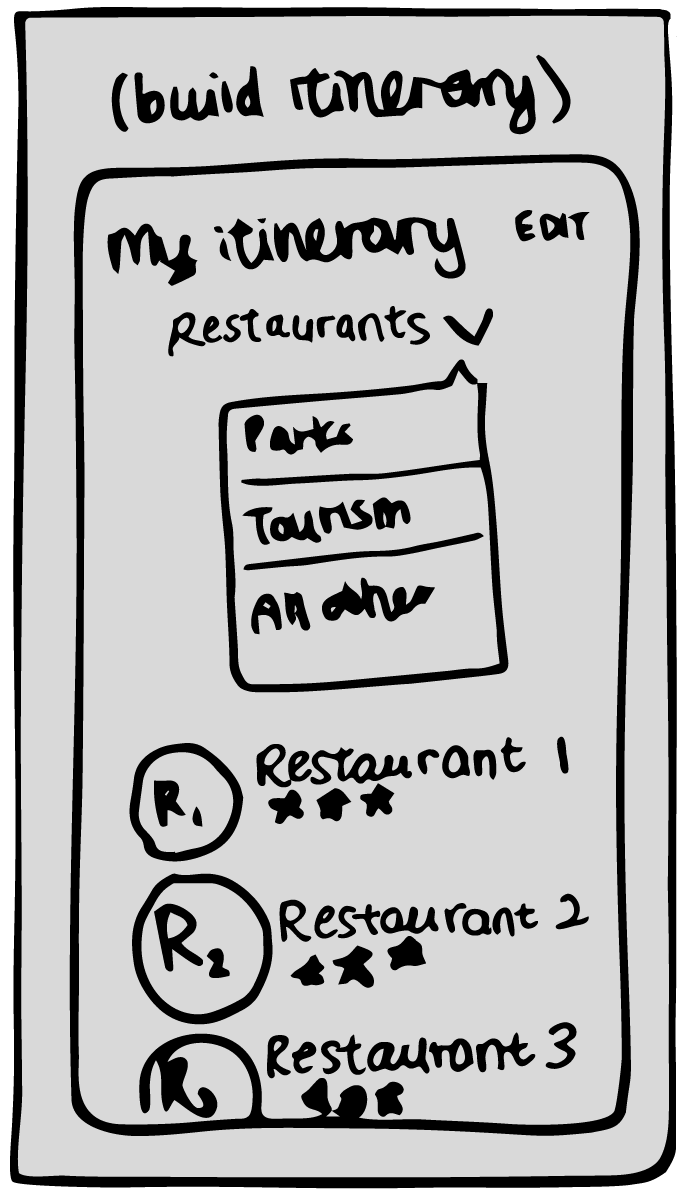 (build itinerary)
My itinerary EDIT
Restaurants
Parks
Tourism
All other
R1 Restaurant 1
R2 Restaurant 2
R Restaurant 3